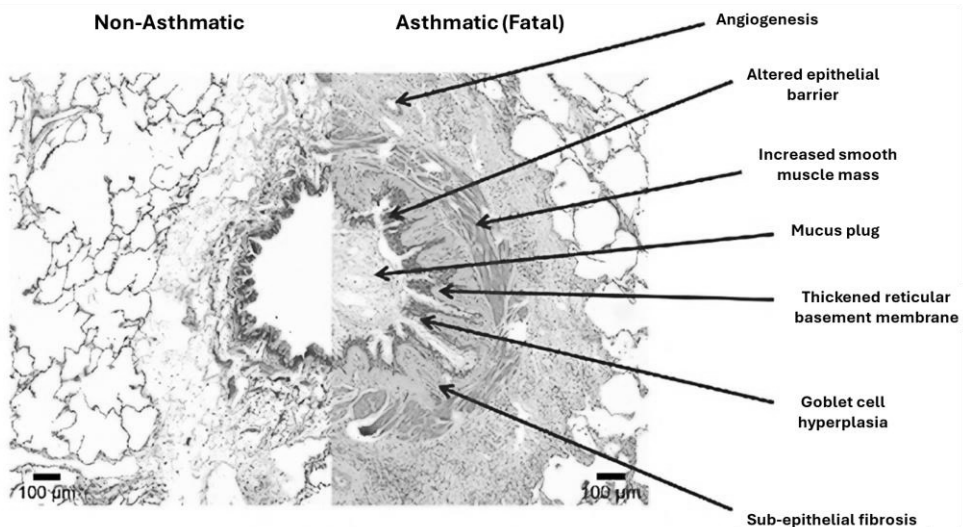 Non-Asthmatic
Asthmatic (Fatal)
Angiogenesis
Altered epithelial
barrier
Increased smooth
muscle mass
Mucus plug
Thickened reticular
basement membrane
Goblet cell
hyperplasia
Sub-epithelial fibrosis
100 µm
100 µm